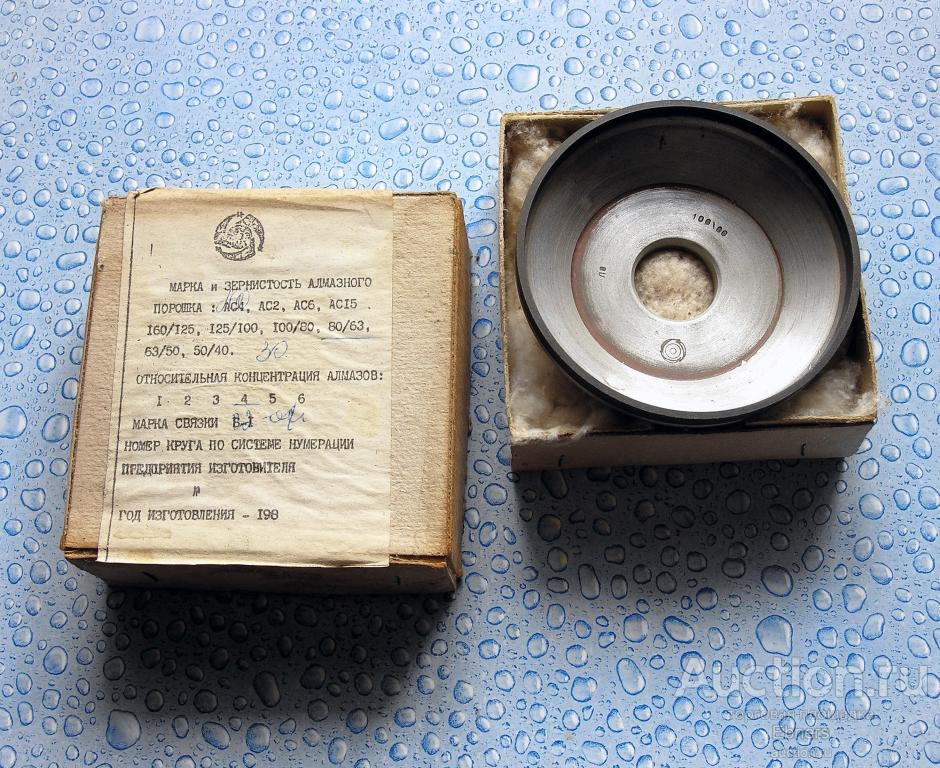 МАРКА и ЗЕРНИСТОСТЬ АЛМАЗНОГО
ПОРОШКА : АС4, АС2, АС6, АС15
160/125, 125/100, 100/80, 80/63,
63/50, 50/40. 30
ОТНОСИТЕЛЬНАЯ КОНЦЕНТРАЦИЯ АЛМАЗОВ:
1 2 3 4 5 6
МАРКА СВЯЗКИ
НОМЕР КРУГА ПО СИСТЕМЕ НУМЕРАЦИИ
ПРЕДПРИЯТИЯ ИЗГОТОВИТЕЛЯ
№
ГОД ИЗГОТОВЛЕНИЯ - 198
Auction.ru